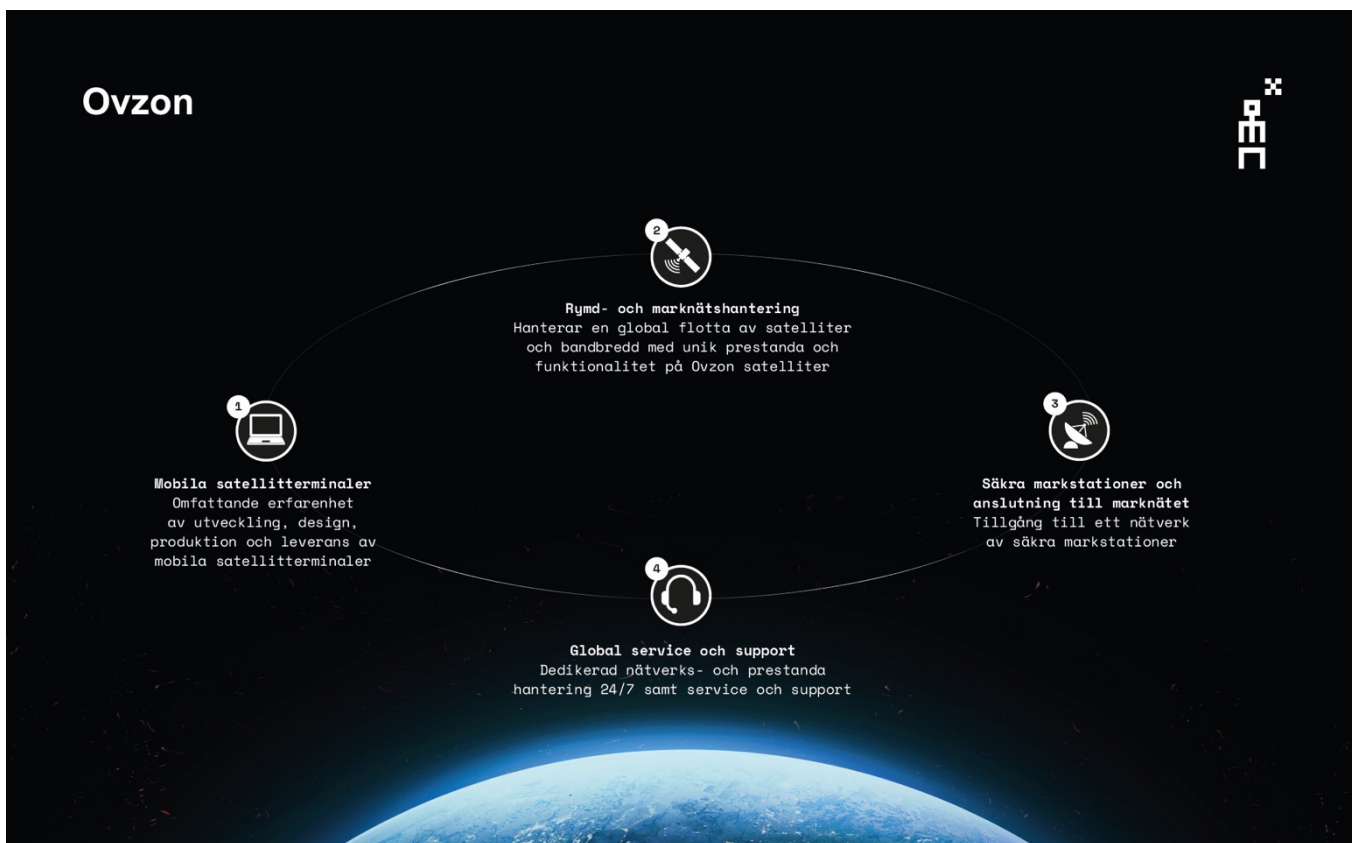 Ovzon
1
Mobila satellitterminaler
Omfattande erfarenhet
av utveckling, design,
produktion och leverans av
mobila satellitterminaler
2
Rymd- och marknätshantering
Hanterar en global flotta av satelliter
och bandbredd med unik prestanda och
funktionalitet på Ovzon satelliter
3
Säkra markstationer och
anslutning till marknätet
Tillgång till ett nätverk
av säkra markstationer
4
Global service och support
Dedikerad nätverks- och prestanda
hantering 24/7 samt service och support